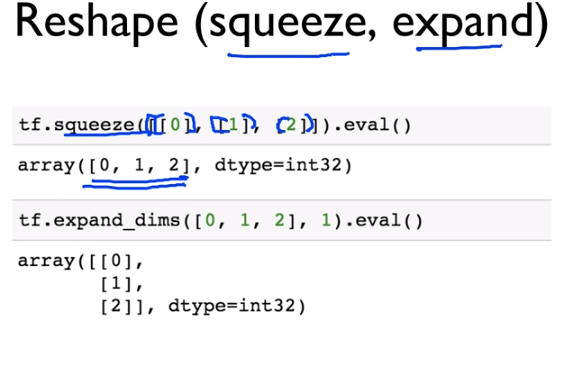 Reshape (squeeze, expand)
tf.squeeze([[0], [1], [2]]).eval()
array([0, 1, 2], dtype=int32)
tf.expand_dims([0, 1, 2], 1).eval()
array([[0],
[1],
[2]], dtype=int32)